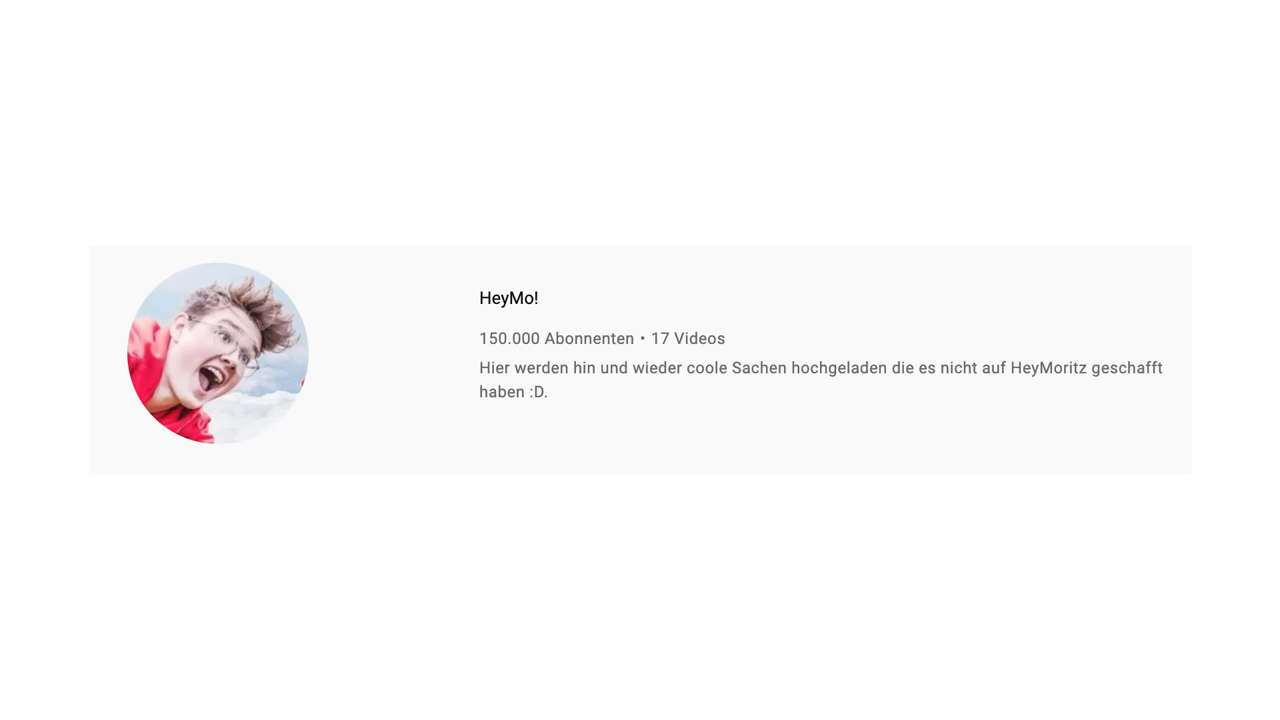 HeyMo!
150.000 Abonnenten • 17 Videos
Hier werden hin und wieder coole Sachen hochgeladen die es nicht auf HeyMoritz geschafft
haben :D.